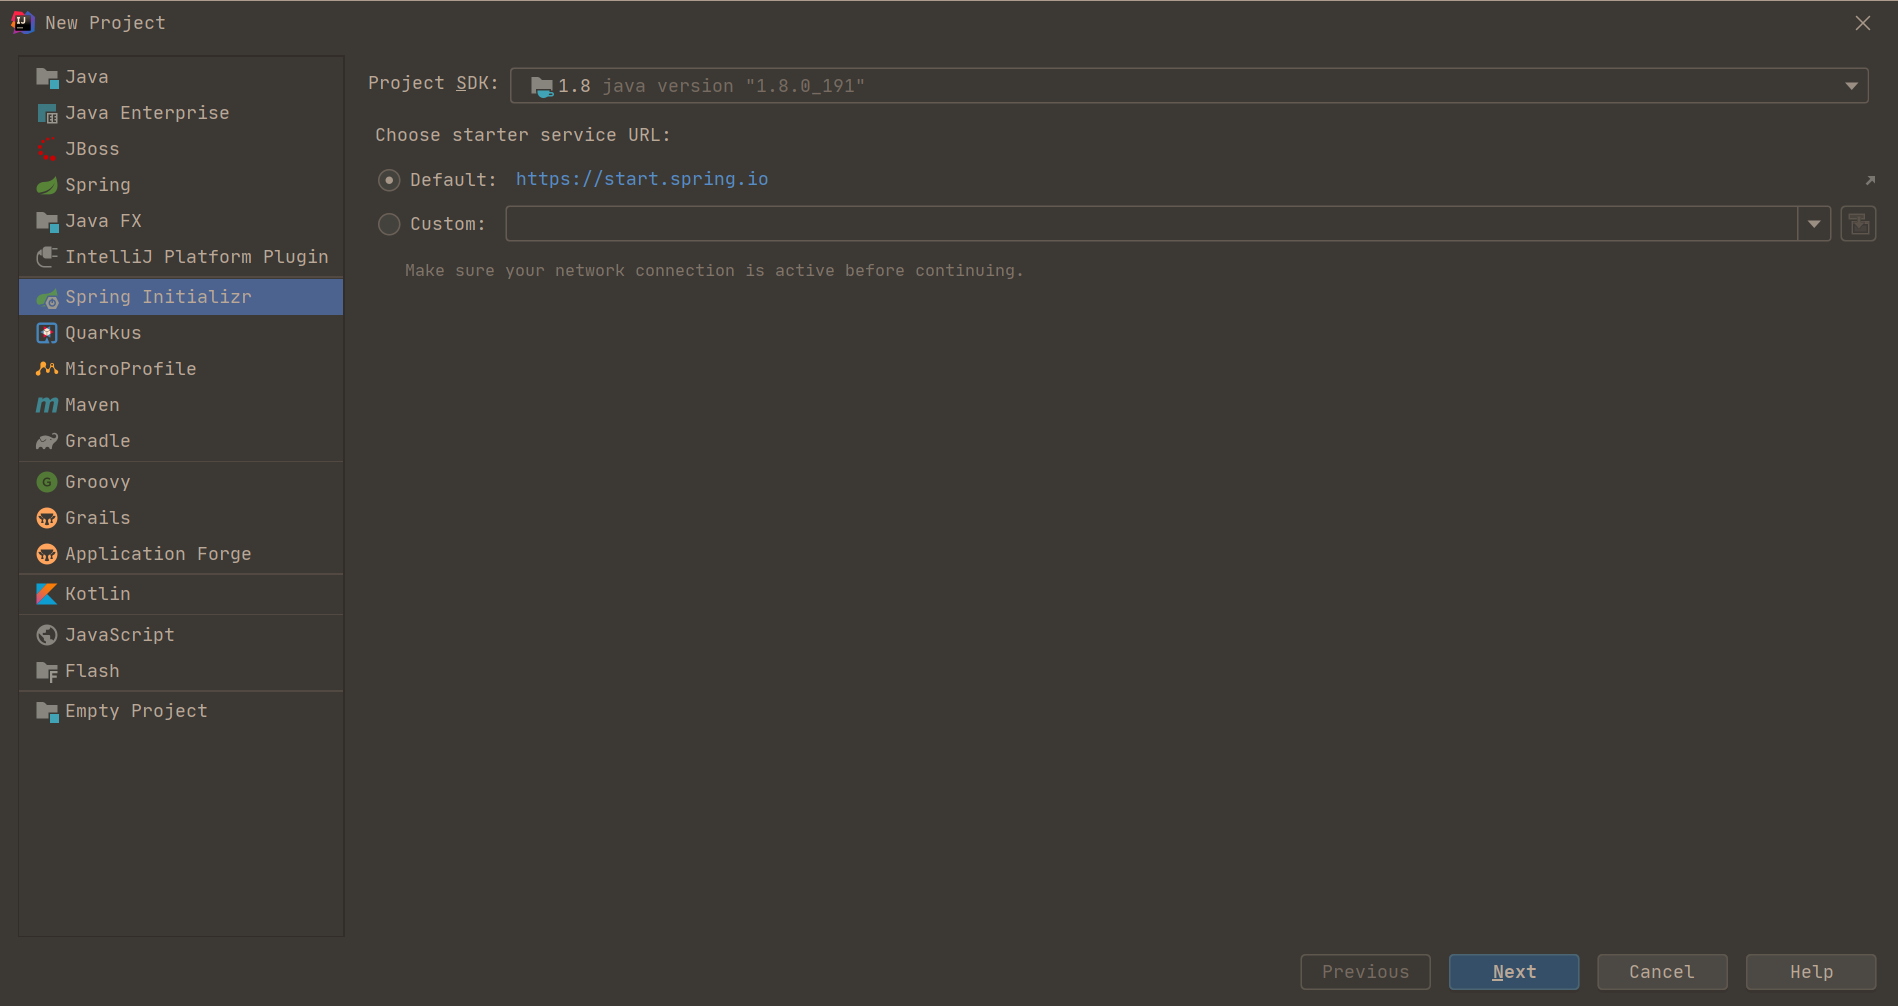 New Project
Java
Java Enterprise
JBoss
Spring
Java FX
IntelliJ Platform Plugin
Spring Initializr
Quarkus
MicroProfile
Maven
Gradle
Groovy
Grails
Application Forge
Kotlin
JavaScript
Flash
Empty Project
Project SDK: 1.8 java version "1.8.0_191"
Choose starter service URL:
Default: https://start.spring.io
Custom:
Make sure your network connection is active before continuing.
Previous Next Cancel Help